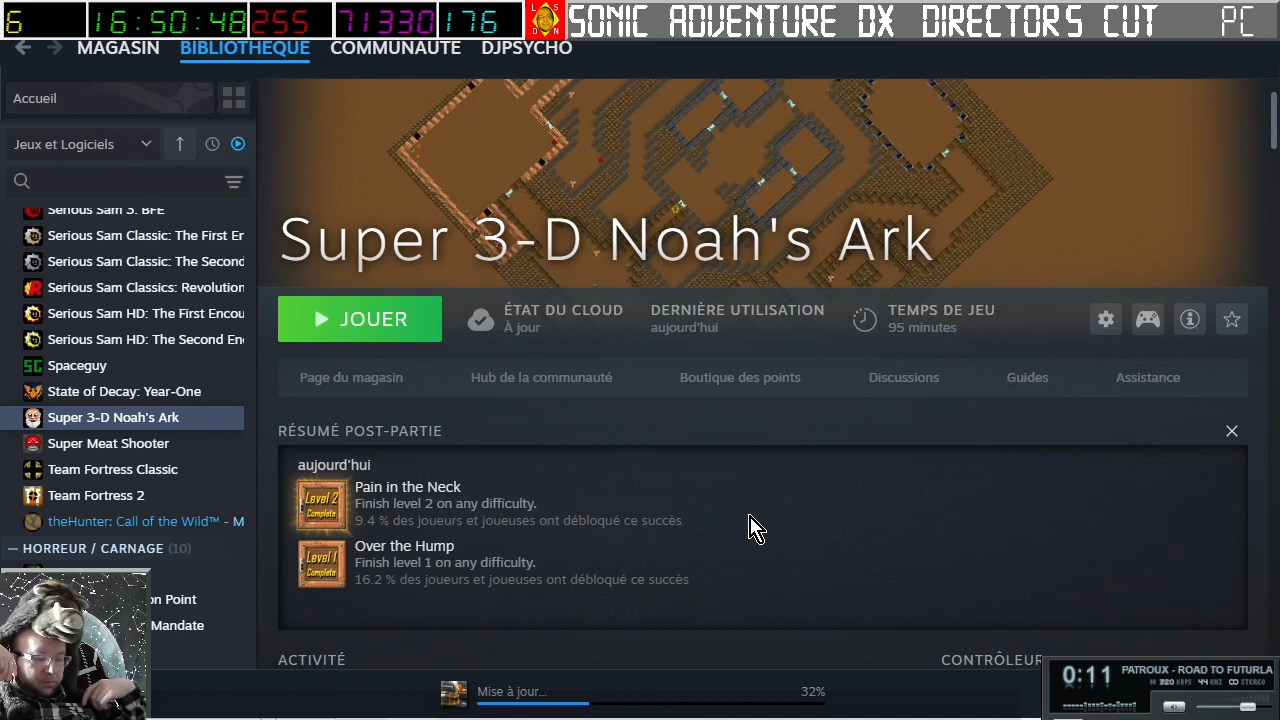 6
16:50:48
255
71330
176
L S
D N
SONIC ADVENTURE DX DIRECTORS CUT
PC
MAGASIN
BIBLIOTHÈQUE
COMMUNAUTÉ
DJPSYCHO
Accueil
Jeux et Logiciels
Serious Sam 3: BFE
Serious Sam Classic: The First Er
Serious Sam Classic: The Second
Serious Sam Classics: Revolution
Serious Sam HD: The First Encou
Serious Sam HD: The Second En
SG
Spaceguy
State of Decay: Year-One
Super 3-D Noah's Ark
Super Meat Shooter
Team Fortress Classic
Team Fortress 2
theHunter: Call of the Wild™ - M
— HORREUR / CARNAGE (10)
on Point
Mandate
Super 3-D Noah's Ark
JOUER
ÉTAT DU CLOUD
À jour
DERNIÈRE UTILISATION
aujourd'hui
TEMPS DE JEU
95 minutes
Page du magasin
Hub de la communauté
Boutique des points
Discussions
Guides
Assistance
RÉSUMÉ POST-PARTIE
aujourd'hui
Level 2
Complete
Pain in the Neck
Finish level 2 on any difficulty.
9.4 % des joueurs et joueuses ont débloqué ce succès
Level 1
Complete
Over the Hump
Finish level 1 on any difficulty.
16.2 % des joueurs et joueuses ont débloqué ce succès
ACTIVITÉ
CONTRÔLEUR
Mise à jour...
32%
0:11
PATROUX - ROAD TO FUTURLA
320 KBPS 44 KHZ STEREO